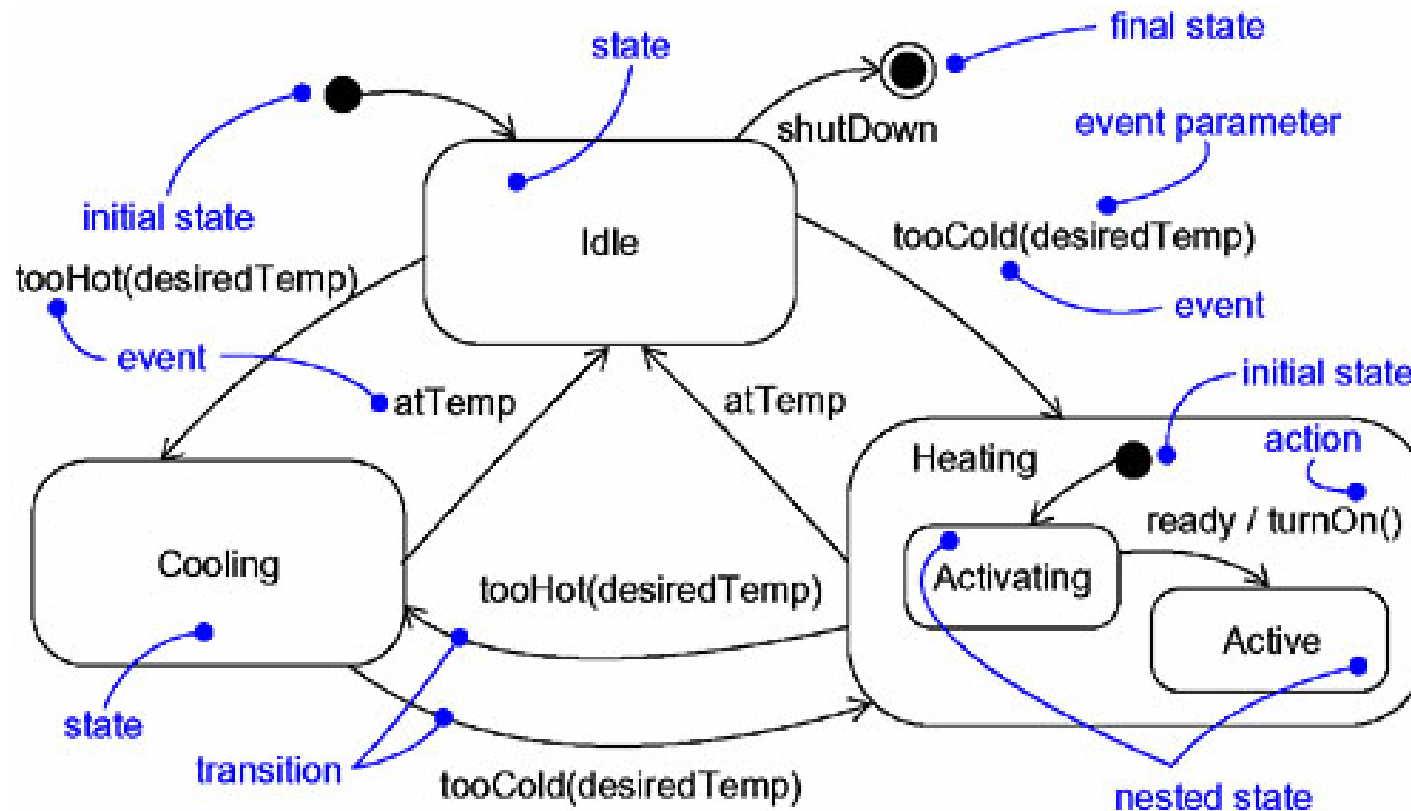 final state
state
shutDown
event parameter
initial state
Idle
tooCold(desiredTemp)
tooHot(desiredTemp)
event
event
initial state
atTemp
atTemp
action
Heating
ready / turnOn()
Cooling
Activating
tooHot(desiredTemp)
Active
state
transition
tooCold(desiredTemp)
nested state